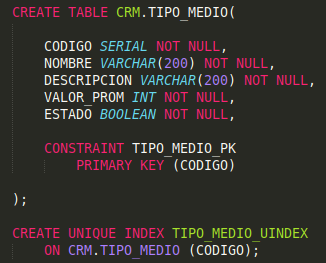 CREATE TABLE CRM.TIPO_MEDIO(
CODIGO SERIAL NOT NULL,
NOMBRE VARCHAR(200) NOT NULL,
DESCRIPCION VARCHAR(200) NOT NULL,
VALOR_PROM INT NOT NULL,
ESTADO BOOLEAN NOT NULL,
CONSTRAINT TIPO_MEDIO_PK
PRIMARY KEY (CODIGO)
);
CREATE UNIQUE INDEX TIPO_MEDIO_UINDEX
ON CRM.TIPO_MEDIO (CODIGO);